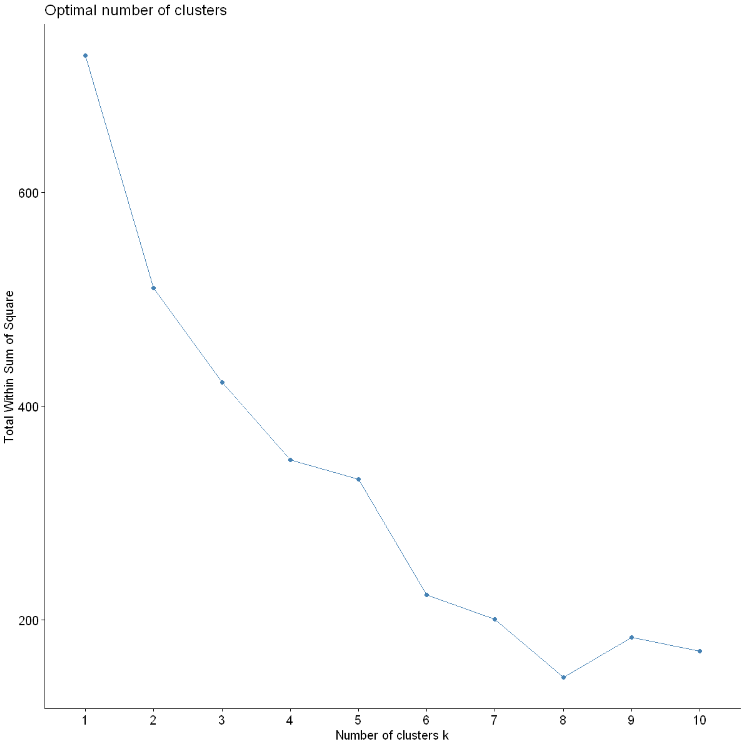 Optimal number of clusters
Total Within Sum of Square
600
400
200
1 2 3 4 5 6 7 8 9 10
Number of clusters k